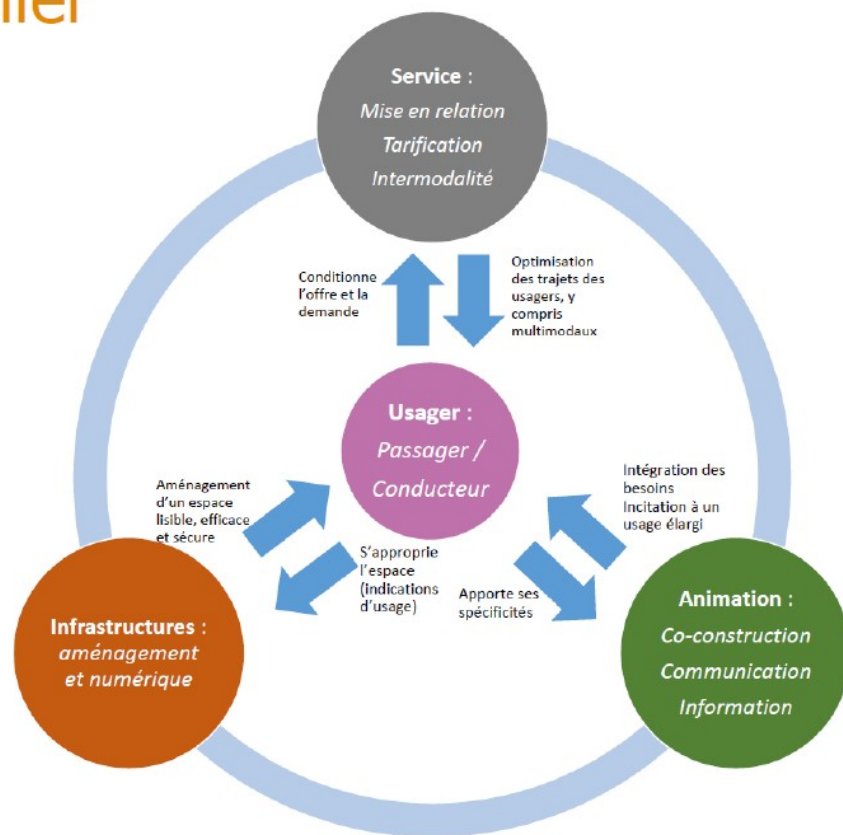 Service :
Mise en relation
Tarification
Intermodalité
Conditionne
l'offre et la
demande
Optimisation
des trajets des
usagers, y
compris
multimodaux
Usager :
Passager /
Conducteur
Aménagement
d'un espace
lisible, efficace
et sécure
S'approprie
l'espace
(indications
d'usage)
Intégration des
besoins
Incitation à un
usage élargi
Apporte ses
spécificités
Infrastructures :
aménagement
et numérique
Animation :
Co-construction
Communication
Information